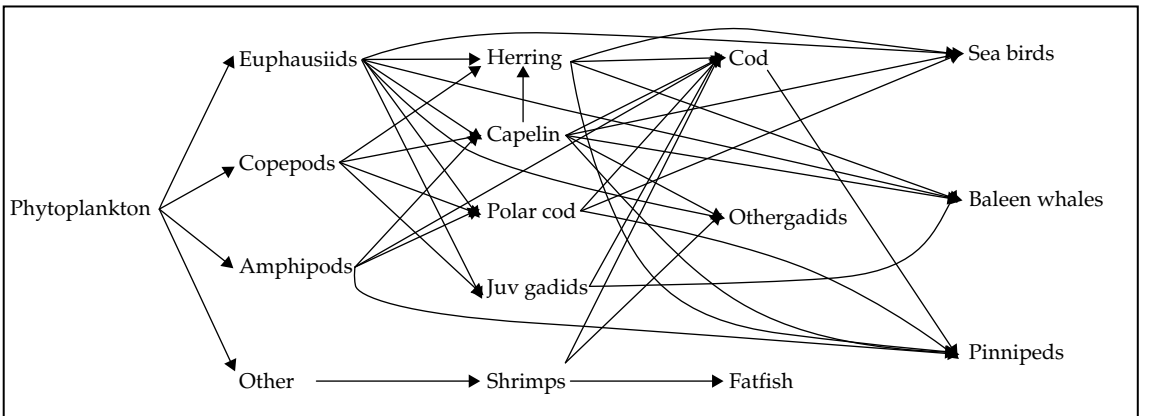 Euphausiids
Herring
Cod
Sea birds
Capelin
Copepods
Phytoplankton
Polar cod
Othergadids
Baleen whales
Amphipods
Juv gadids
Pinnipeds
Other
Shrimps
Fatfish